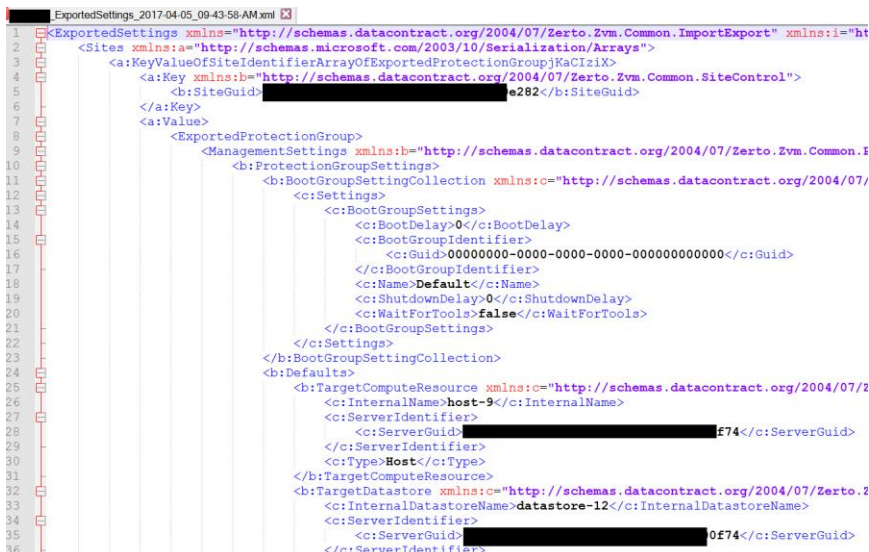 _ExportedSettings_2017-04-05_09-43-58-AM.xml
1 <ExportedSettings xmlns="http://schemas.datacontract.org/2004/07/Zerto.Zvm.Common.ImportExport" xmlns:i="ht
2 <Sites xmlns:a="http://schemas.microsoft.com/2003/10/Serialization/Arrays">
3 <a:KeyValueOfSiteIdentifierArrayOfExportedProtectionGroupjKaCIziX>
4 <a:Key xmlns:b="http://schemas.datacontract.org/2004/07/Zerto.Zvm.Common.SiteControl">
5 <b:SiteGuid> e282</b:SiteGuid>
6 </a:Key>
7 <a:Value>
8 <ExportedProtectionGroup>
9 <ManagementSettings xmlns:b="http://schemas.datacontract.org/2004/07/Zerto.Zvm.Common.P
10 <b:ProtectionGroupSettings>
11 <b:BootGroupSettingCollection xmlns:c="http://schemas.datacontract.org/2004/07/
12 <c:Settings>
13 <c:BootGroupSettings>
14 <c:BootDelay>0</c:BootDelay>
15 <c:BootGroupIdentifier>
16 <c:Guid>00000000-0000-0000-0000-000000000000</c:Guid>
17 </c:BootGroupIdentifier>
18 <c:Name>Default</c:Name>
19 <c:ShutdownDelay>0</c:ShutdownDelay>
20 <c:WaitForTools>false</c:WaitForTools>
21 </c:BootGroupSettings>
22 </c:Settings>
23 </b:BootGroupSettingCollection>
24 <b:Defaults>
25 <b:TargetComputeResource xmlns:c="http://schemas.datacontract.org/2004/07/Z
26 <c:InternalName>host-9</c:InternalName>
27 <c:ServerIdentifier>
28 <c:ServerGuid> f74</c:ServerGuid>
29 </c:ServerIdentifier>
30 <c:Type>Host</c:Type>
31 </b:TargetComputeResource>
32 <b:TargetDatastore xmlns:c="http://schemas.datacontract.org/2004/07/Zerto.Z
33 <c:InternalDatastoreName>datastore-12</c:InternalDatastoreName>
34 <c:ServerIdentifier>
35 <c:ServerGuid> 0f74</c:ServerGuid>
36 </c:ServerIdentifier>